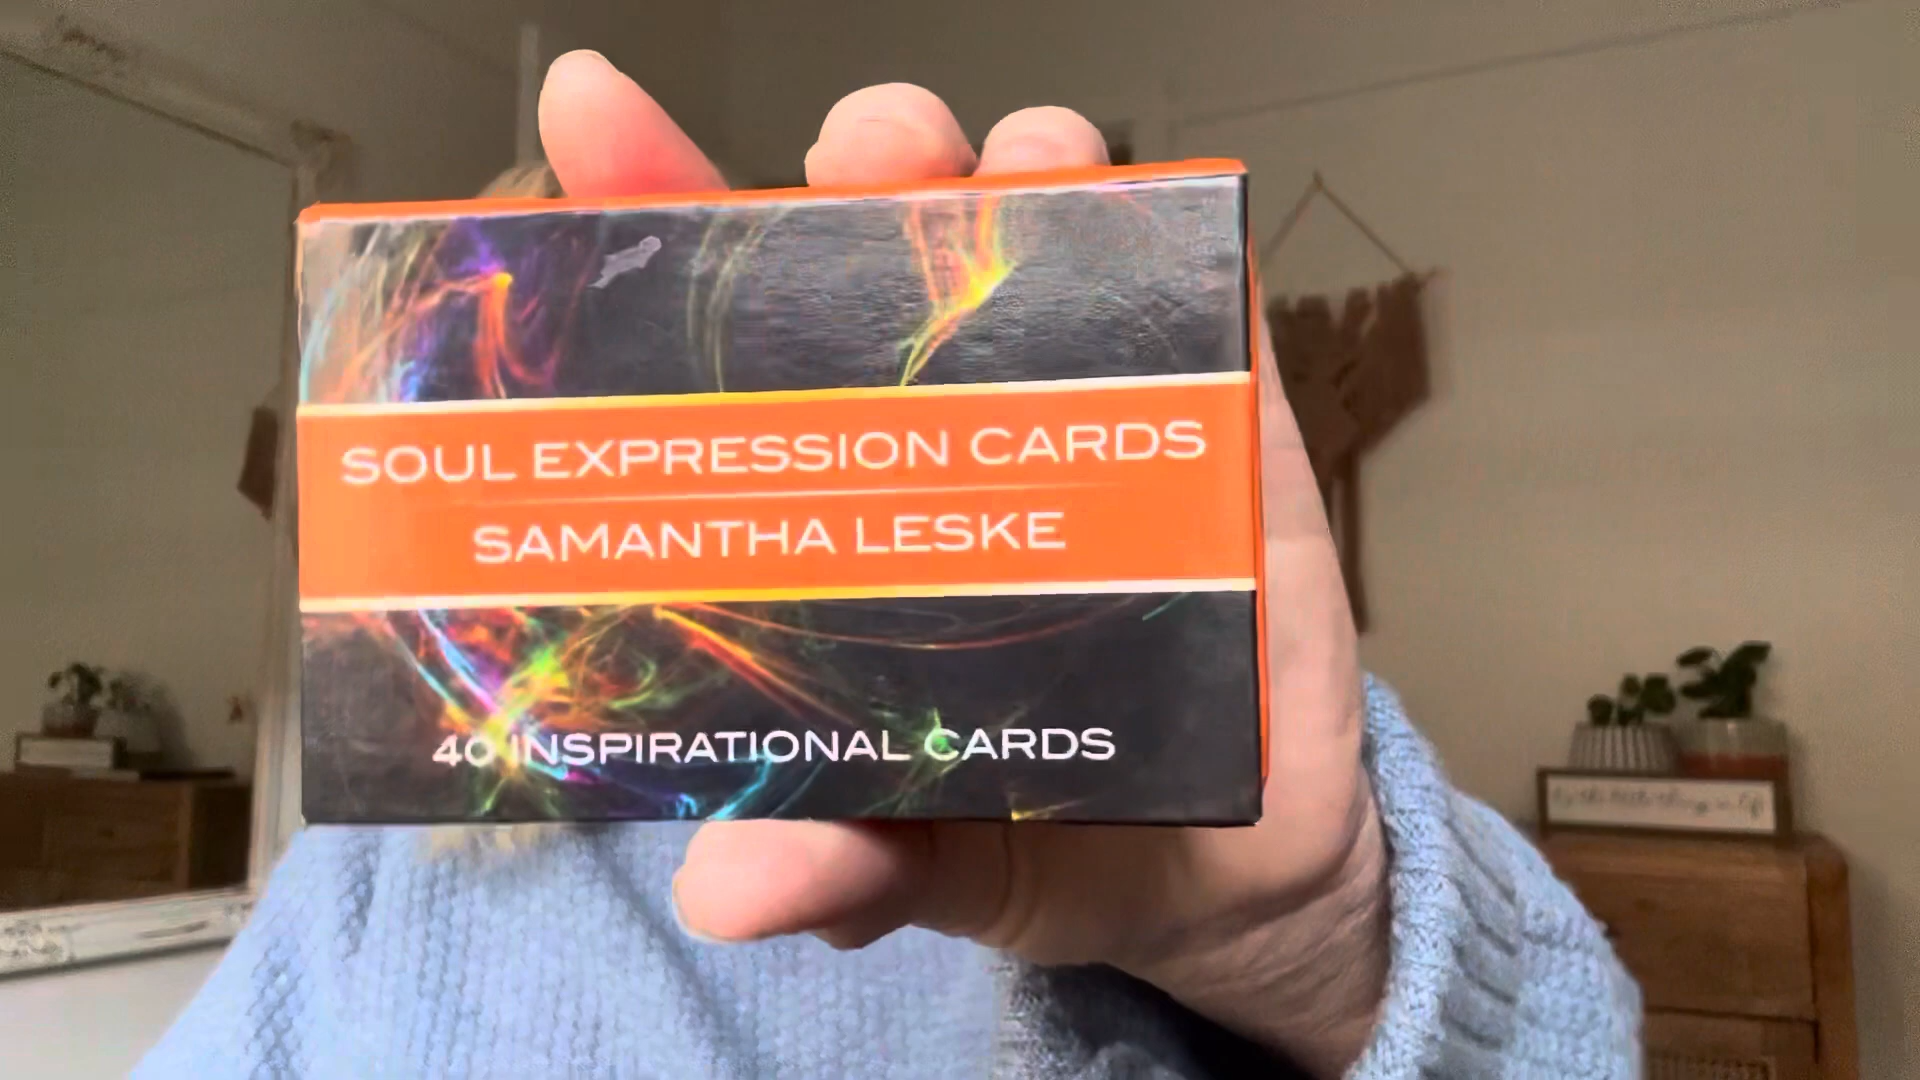 SOUL EXPRESSION CARDS
SAMANTHA LESKE
40 INSPIRATIONAL CARDS